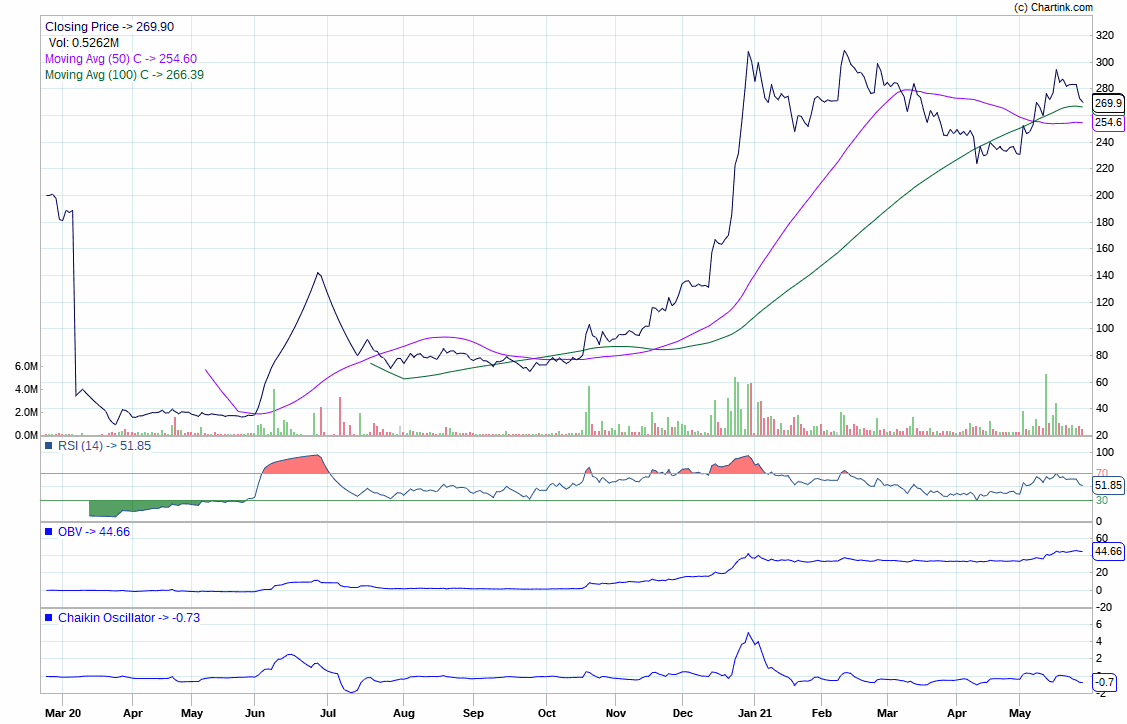 (c) Chartink.com
Closing Price -> 269.90
Vol: 0.5262M
Moving Avg (50) C -> 254.60
Moving Avg (100) C -> 266.39
320
300
280
269.9
254.6
240
220
200
180
160
140
120
100
80
60
40
20
6.0M
4.0M
2.0M
0.0M
RSI (14) -> 51.85
100
70
51.85
30
0
OBV -> 44.66
60
44.66
20
0
-20
Chaikin Oscillator -> -0.73
6
4
2
-0.7
-2
Mar 20 Apr May Jun Jul Aug Sep Oct Nov Dec Jan 21 Feb Mar Apr May